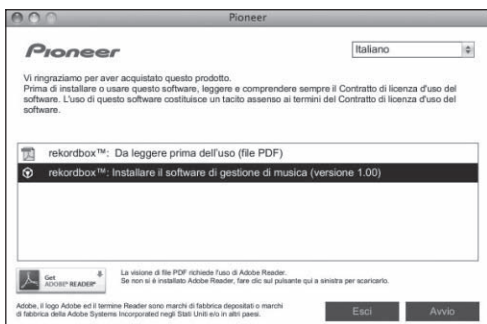 Pioneer
Pioneer
Italiano
Vi ringraziamo per aver acquistato questo prodotto.
Prima di installare o usare questo software, leggere e comprendere sempre il Contratto di licenza d'uso del
software. L'uso di questo software costituisce un tacito assenso ai termini del Contratto di licenza d'uso del
software.
rekordbox™: Da leggere prima dell'uso (file PDF)
rekordbox™: Installare il software di gestione di musica (versione 1.00)
Get
ADOBE® READER®
La visione di file PDF richiede l'uso di Adobe Reader.
Se non si è installato Adobe Reader, fare clic sul pulsante qui a sinistra per scaricarlo.
Adobe, il logo Adobe ed il termine Reader sono marchi di fabbrica depositati o marchi
di fabbrica della Adobe Systems Incorporated negli Stati Uniti e/o in altri paesi.
Esci
Avvio